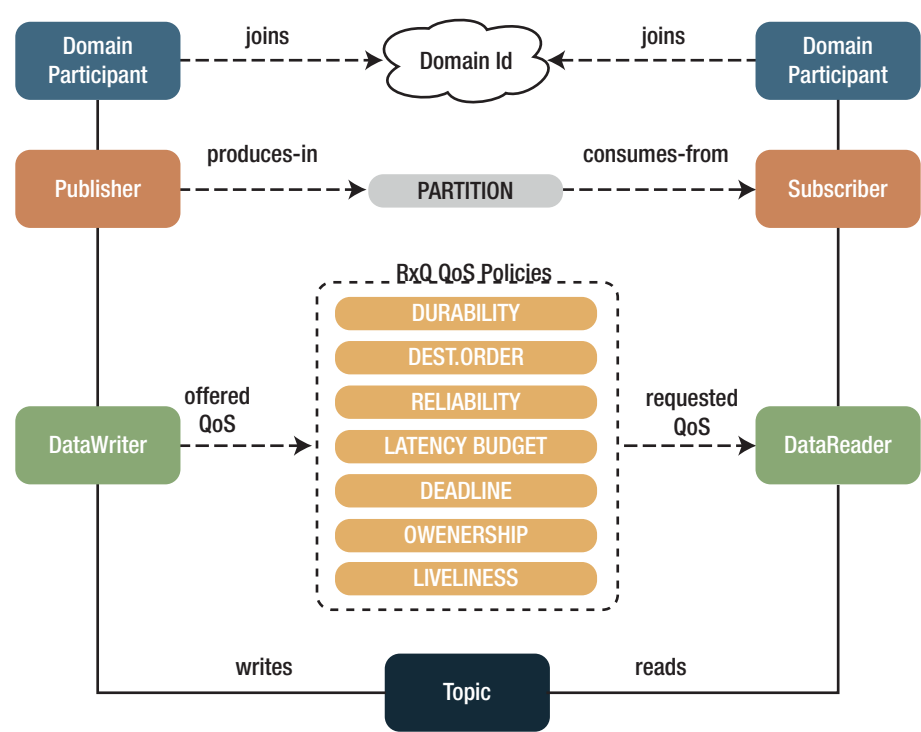 Domain
Participant
joins
Domain Id
joins
Domain
Participant
Publisher
produces-in
PARTITION
consumes-from
Subscriber
RxQ QoS Policies
DURABILITY
DEST.ORDER
RELIABILITY
LATENCY BUDGET
DEADLINE
OWENERSHIP
LIVELINESS
DataWriter
offered
QoS
requested
QoS
DataReader
writes
Topic
reads